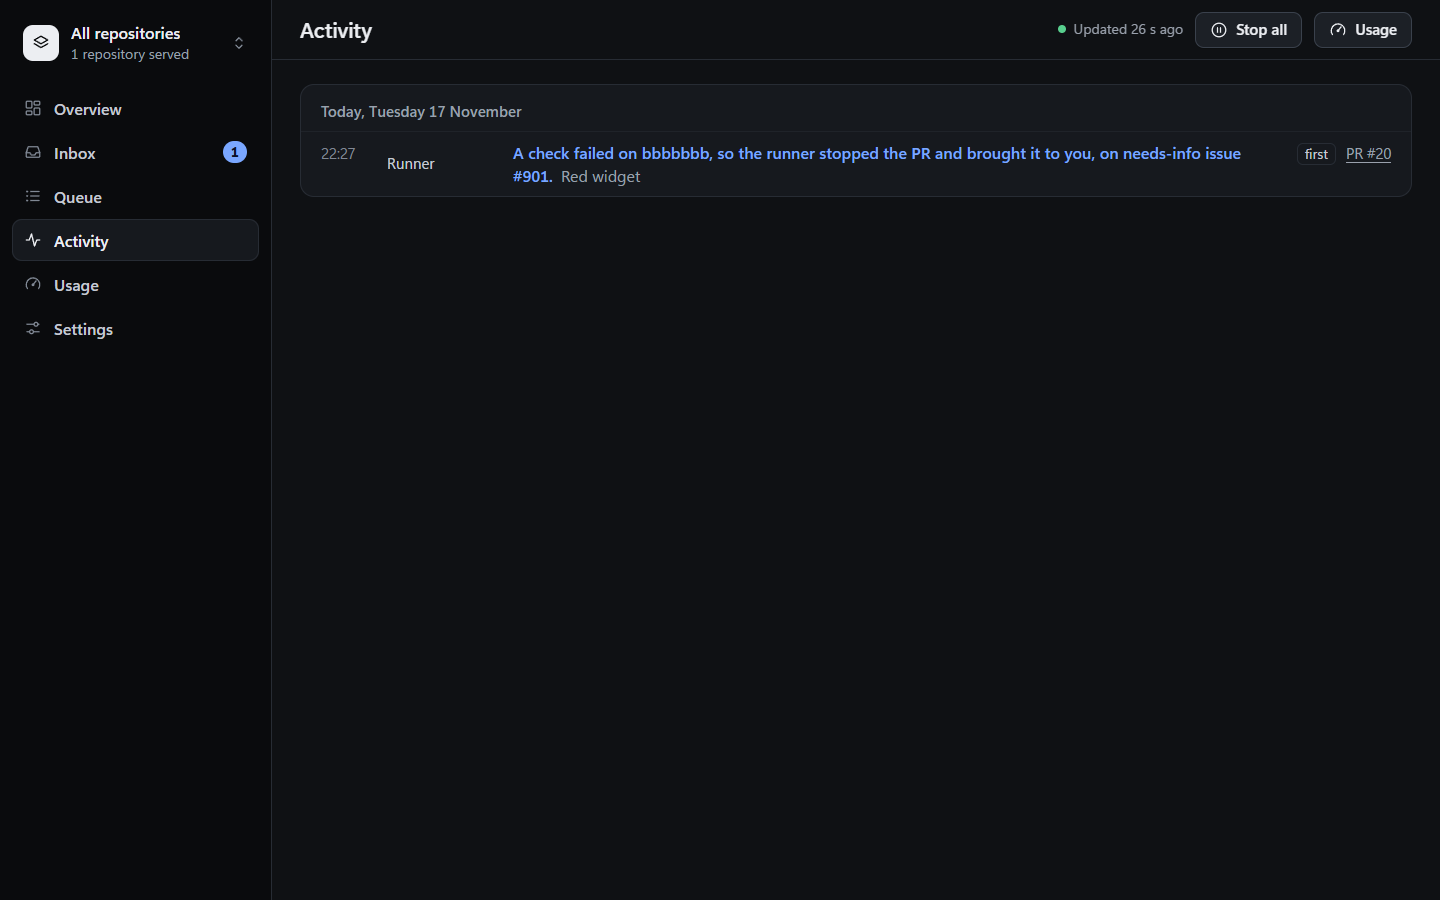 All repositories
1 repository served
Overview
Inbox 1
Queue
Activity
Usage
Settings
Activity
Updated 26 s ago
Stop all
Usage
Today, Tuesday 17 November
22:27
Runner
A check failed on bbbbbbb, so the runner stopped the PR and brought it to you, on needs-info issue
#901. Red widget
first
PR #20